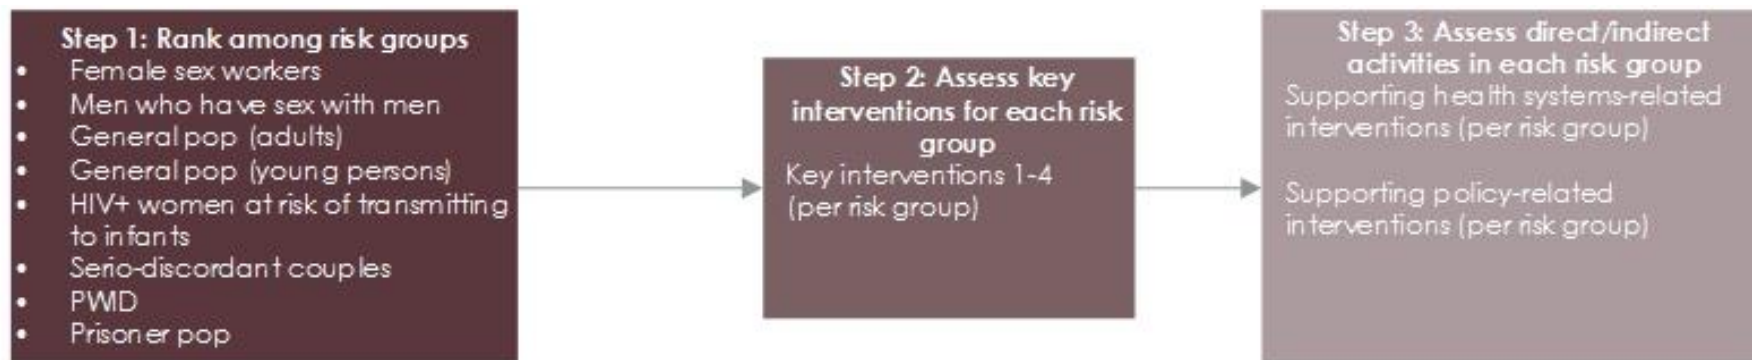 Step 1: Rank among risk groups
• Female sex workers
• Men who have sex with men
• General pop (adults)
• General pop (young persons)
• HIV+ women at risk of transmitting
to infants
• Serio-discordant couples
• PWID
• Prisoner pop
Step 2: Assess key
interventions for each risk
group
Key interventions 1-4
(per risk group)
Step 3: Assess direct/indirect
activities in each risk group
Supporting health systems-related
interventions (per risk group)
Supporting policy-related
interventions (per risk group)